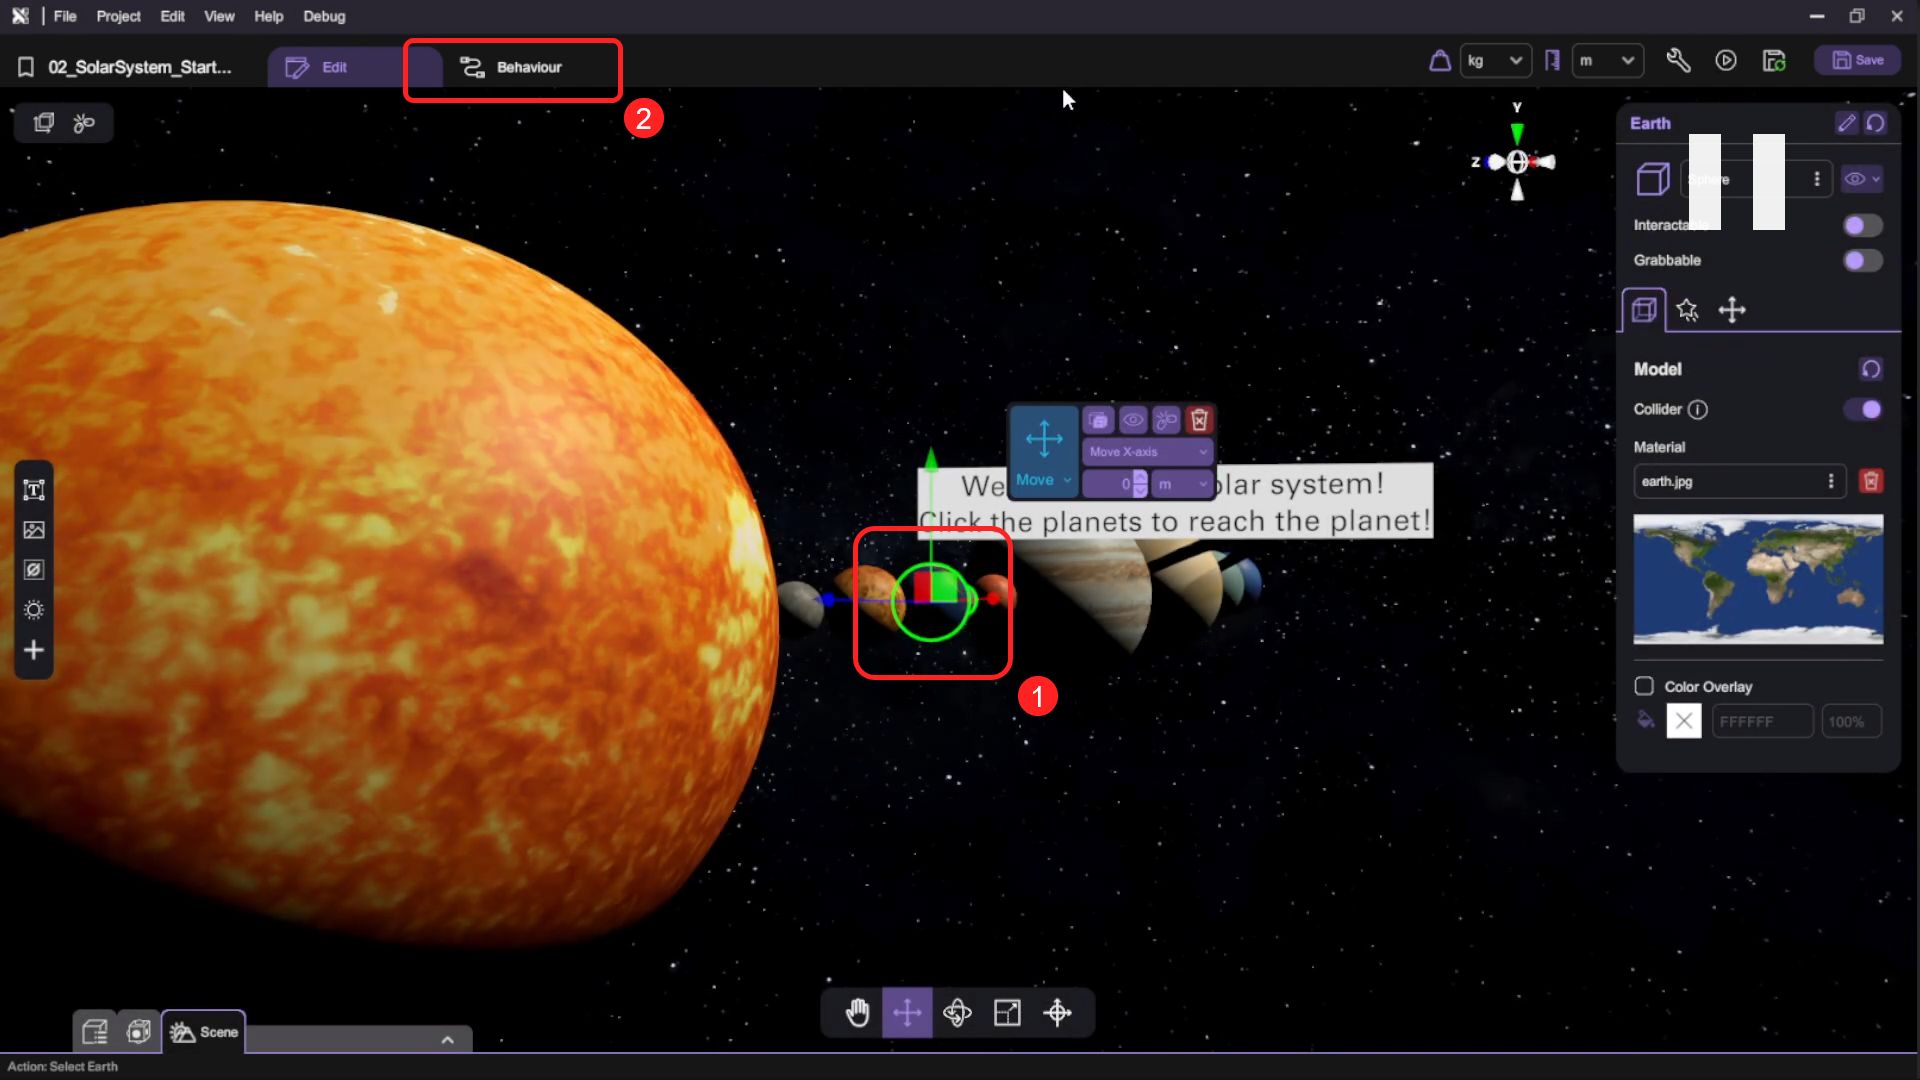 File Project Edit View Help Debug
02_SolarSystem_Start... Edit Behaviour kg m Save
2
Y
Z
Earth
Interacta
Grabbable
Model
Collider i
Material
earth.jpg
Move X-axis
Move 0 m
We olar system!
Click the planets to reach the planet!
1
Color Overlay
FFFFFF 100%
Scene
Action: Select Earth